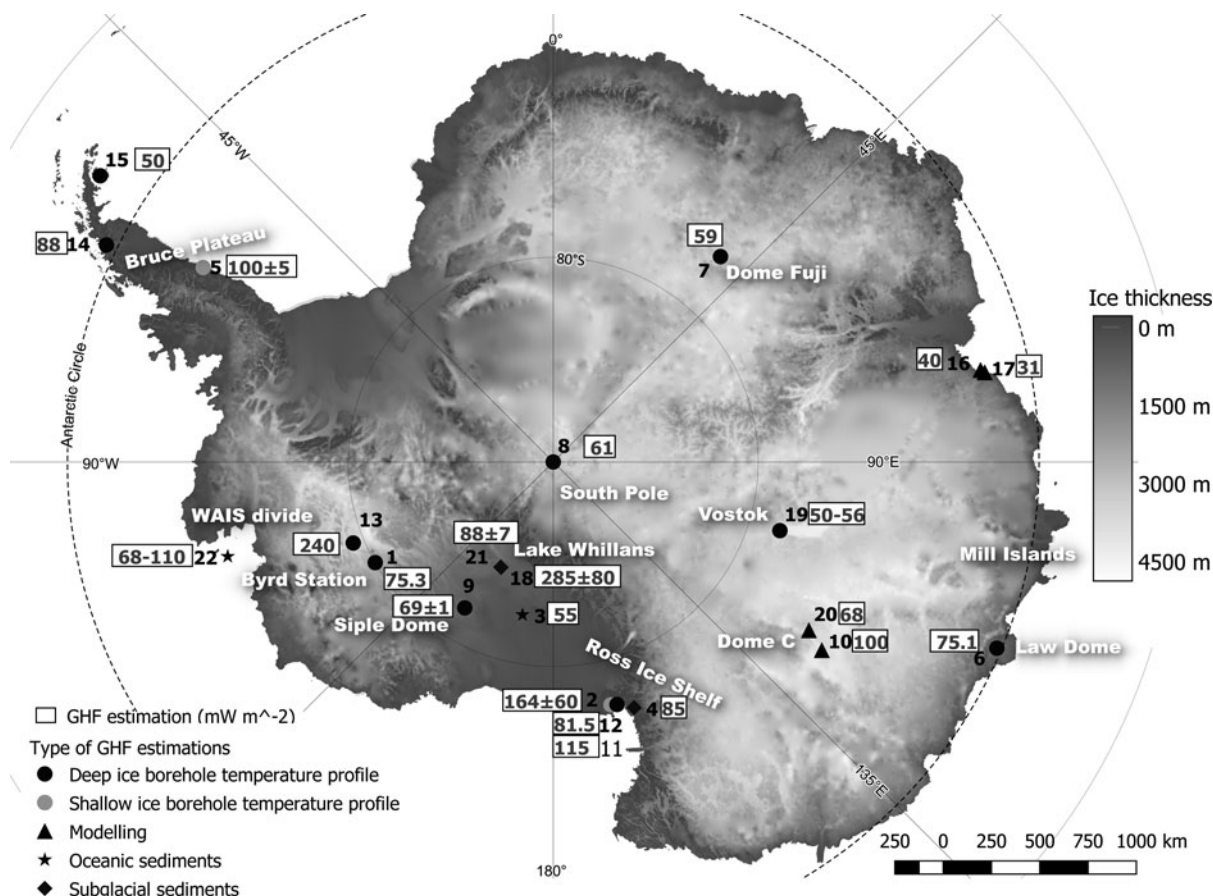 0°
45°W
45°E
15 50
88 14
Bruce Plateau
5 100±5
80°S
59
7 Dome Fuji
Ice thickness
0 m
1500 m
3000 m
4500 m
40 16 17 31
Antarctic Circle
90°W
8 61
South Pole
90°E
WAIS divide
13
240
68-110 22
Byrd Station
1
75.3
88±7
21
Lake Whillans
18 285±80
9
69±1
Siple Dome
3 55
Vostok
19 50-56
Mill Islands
20 68
Dome C
10 100
75.1
6
Law Dome
Ross Ice Shelf
164±60 2
4 85
81.5 12
115 11
135°E
180°
GHF estimation (mW m^-2)
Type of GHF estimations
Deep ice borehole temperature profile
Shallow ice borehole temperature profile
Modelling
Oceanic sediments
Subglacial sediments
250 0 250 500 750 1000 km